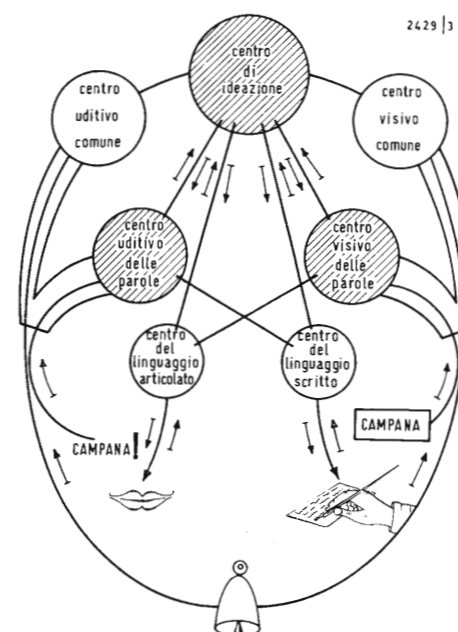 2429|3
centro
di
ideazione
centro
uditivo
comune
centro
visivo
comune
centro
uditivo
delle
parole
centro
visivo
delle
parole
centro
del
linguaggio
articolato
centro
del
linguaggio
scritto
CAMPANA!
CAMPANA